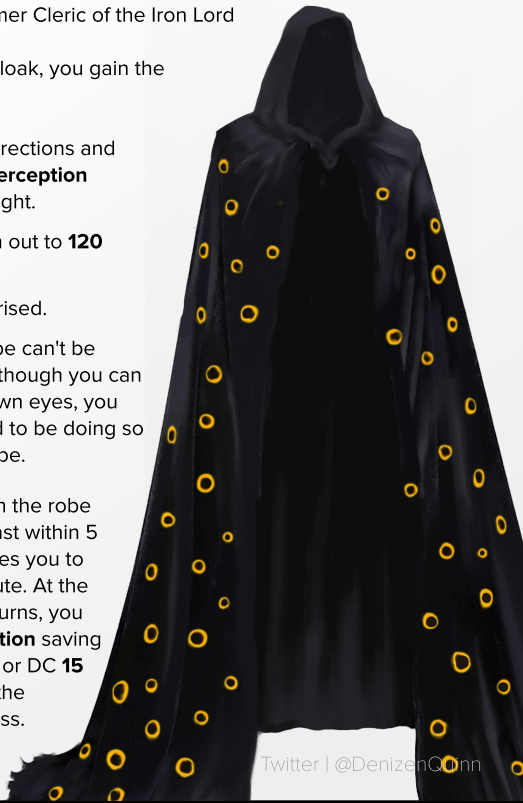 mer Cleric of the Iron Lord
loak, you gain the
rections and
erception
ght.
n out to 120
rised.
be can't be
though you can
wn eyes, you
d to be doing so
be.
n the robe
ast within 5
es you to
ute. At the
urns, you
tion saving
or DC 15
the
ss.
Twitter | @DenizenQuinn